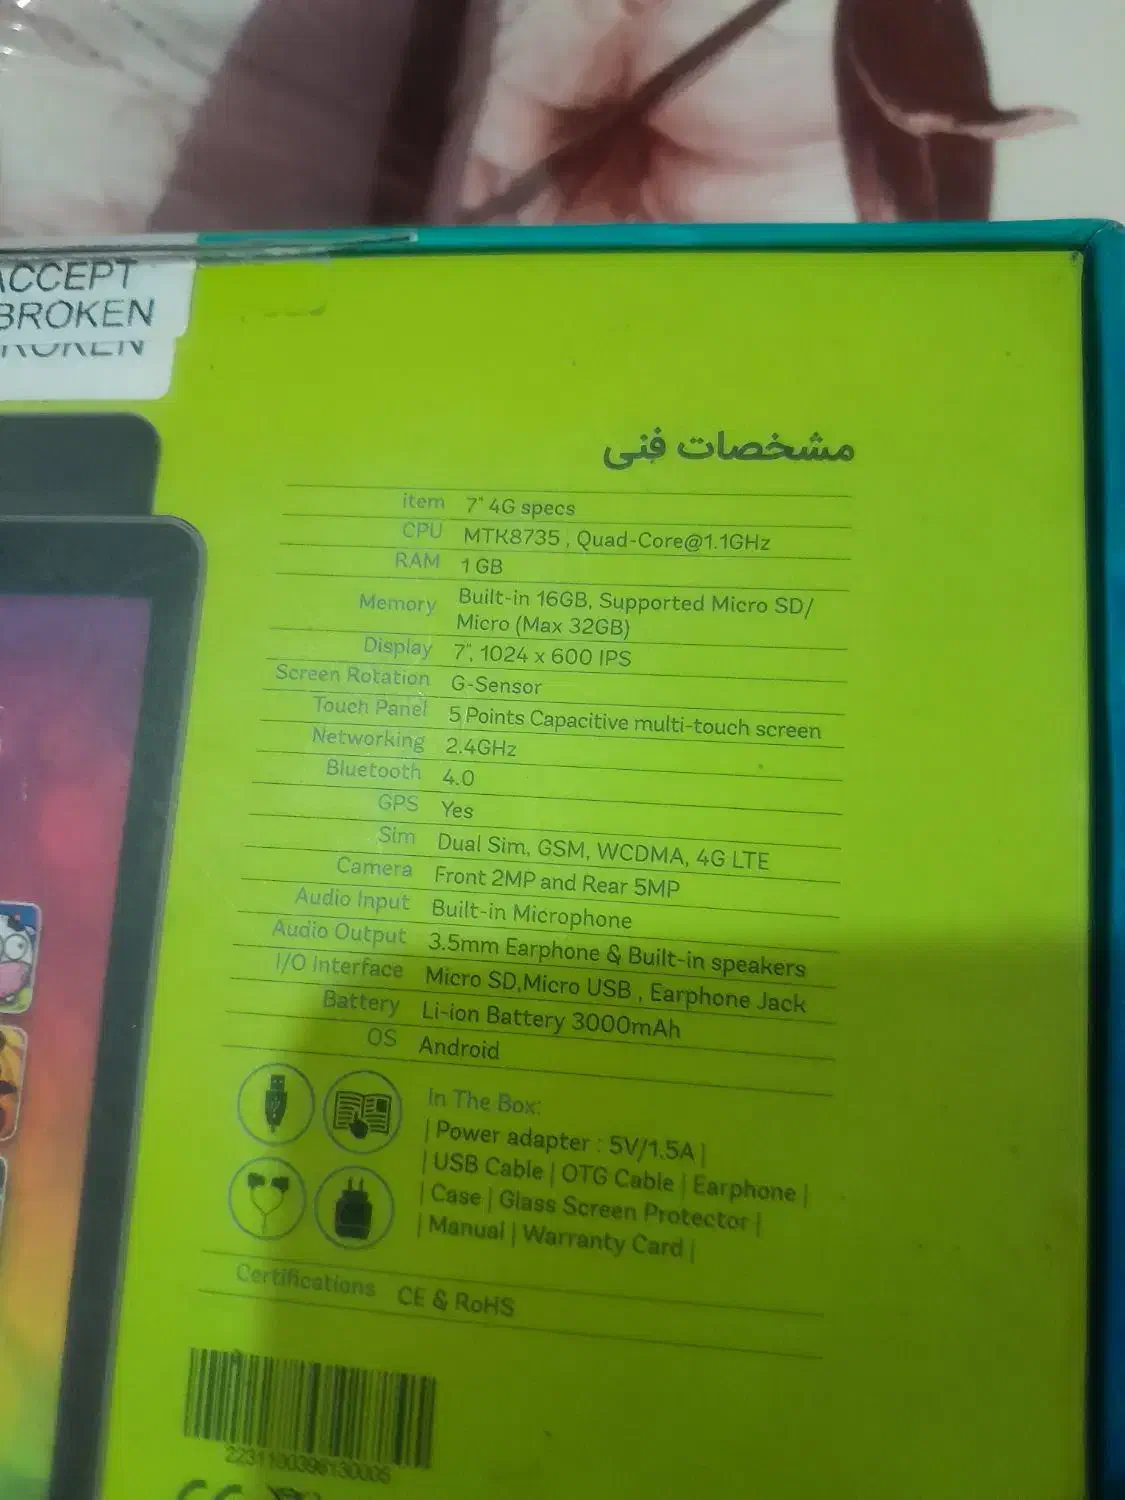 ACCEPT
BROKEN
مشخصات فنی
item 7" 4G specs
CPU MTK8735 , Quad-Core@1.1GHz
RAM 1 GB
Memory Built-in 16GB, Supported Micro SD/
Micro (Max 32GB)
Display 7", 1024 x 600 IPS
Screen Rotation G-Sensor
Touch Panel 5 Points Capacitive multi-touch screen
Networking 2.4GHz
Bluetooth 4.0
GPS Yes
Sim Dual Sim, GSM, WCDMA, 4G LTE
Camera Front 2MP and Rear 5MP
Audio Input Built-in Microphone
Audio Output 3.5mm Earphone & Built-in speakers
I/O Interface Micro SD,Micro USB , Earphone Jack
Battery Li-ion Battery 3000mAh
OS Android
In The Box:
| Power adapter : 5V/1.5A |
| USB Cable | OTG Cable | Earphone |
| Case | Glass Screen Protector |
| Manual | Warranty Card |
Certifications CE & RoHS
2231100396130005